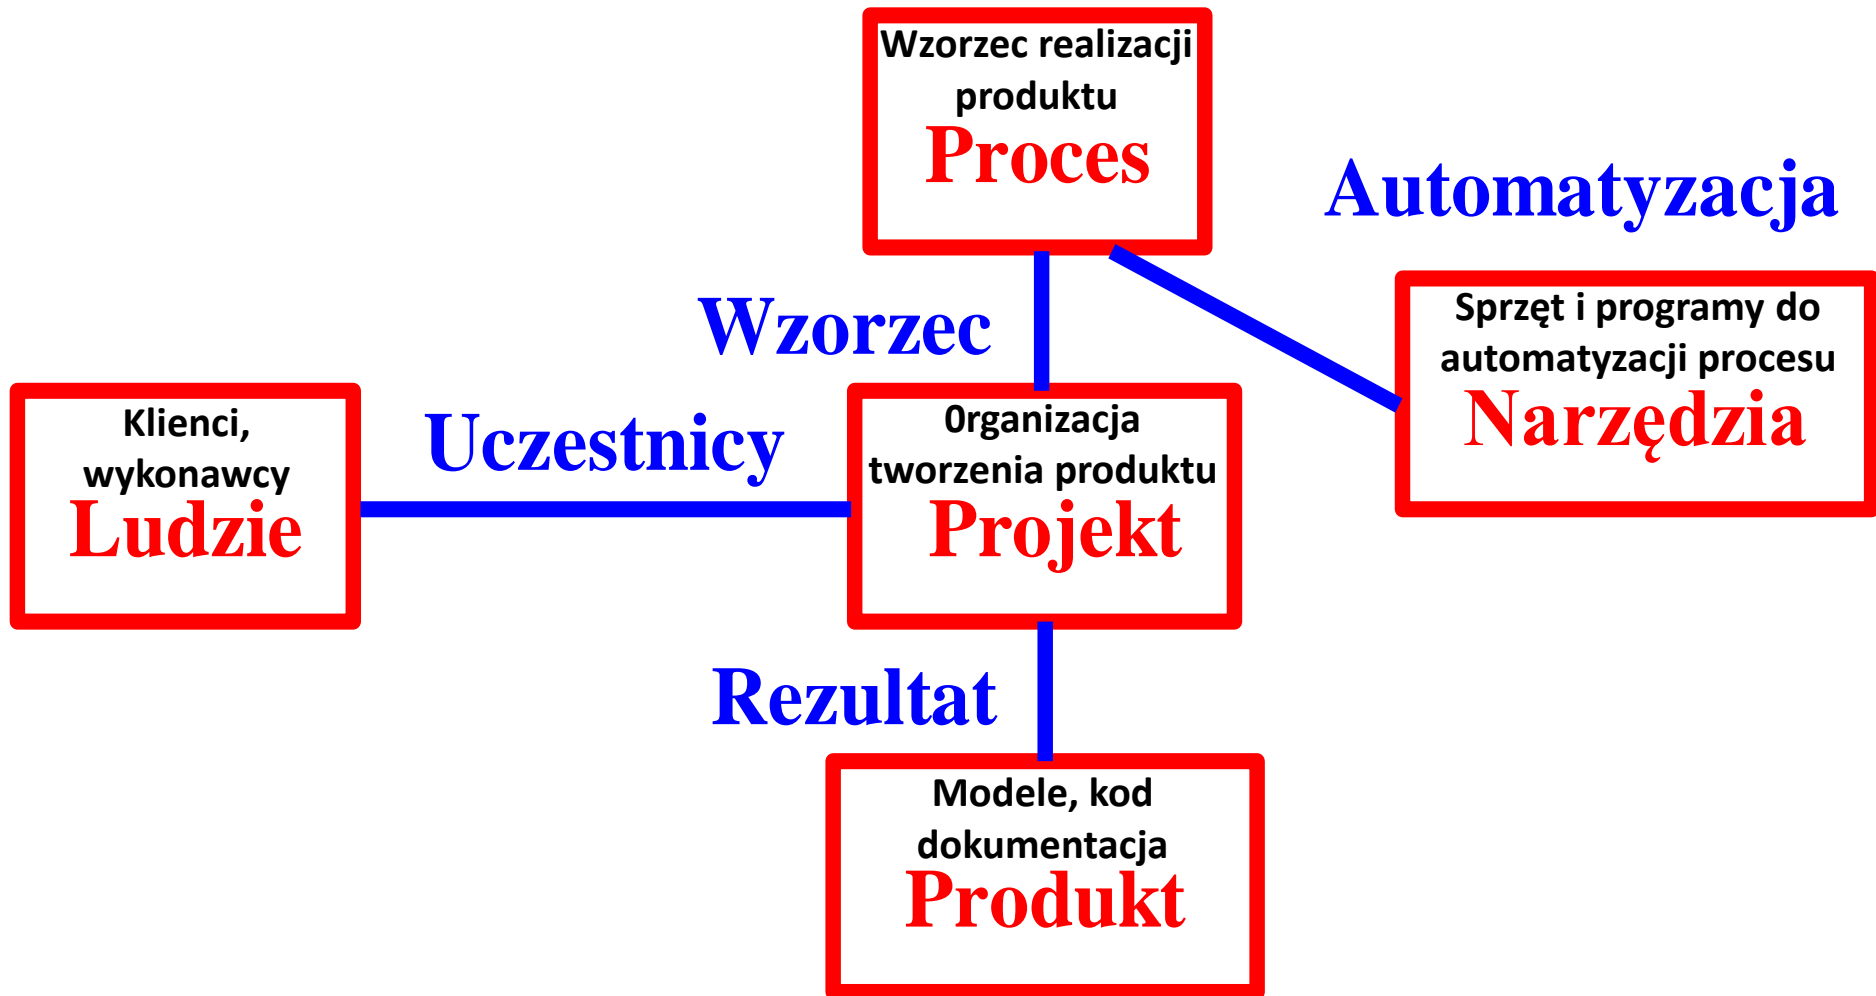 Wzorzec realizacji
produktu
Proces
Automatyzacja
Sprzęt i programy do
automatyzacji procesu
Narzędzia
Wzorzec
Klienci,
wykonawcy
Ludzie
Uczestnicy
0rganizacja
tworzenia produktu
Projekt
Rezultat
Modele, kod
dokumentacja
Produkt